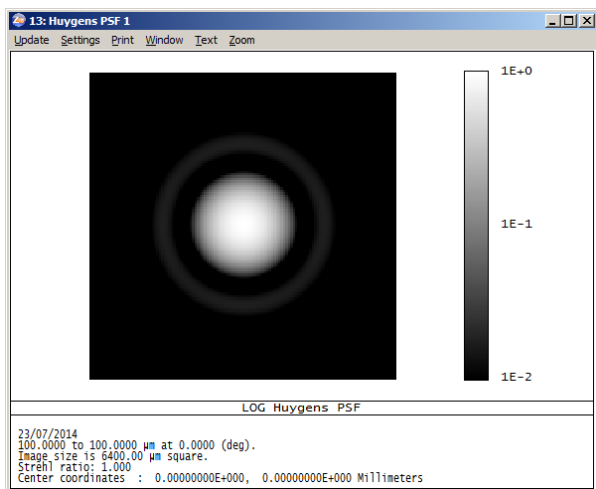 13: Huygens PSF 1
Update Settings Print Window Text Zoom
1E+0
1E-1
1E-2
LOG Huygens PSF
23/07/2014
100.0000 to 100.0000 µm at 0.0000 (deg).
Image size is 6400.00 µm square.
Strehl ratio: 1.000
Center coordinates : 0.00000000E+000, 0.00000000E+000 Millimeters